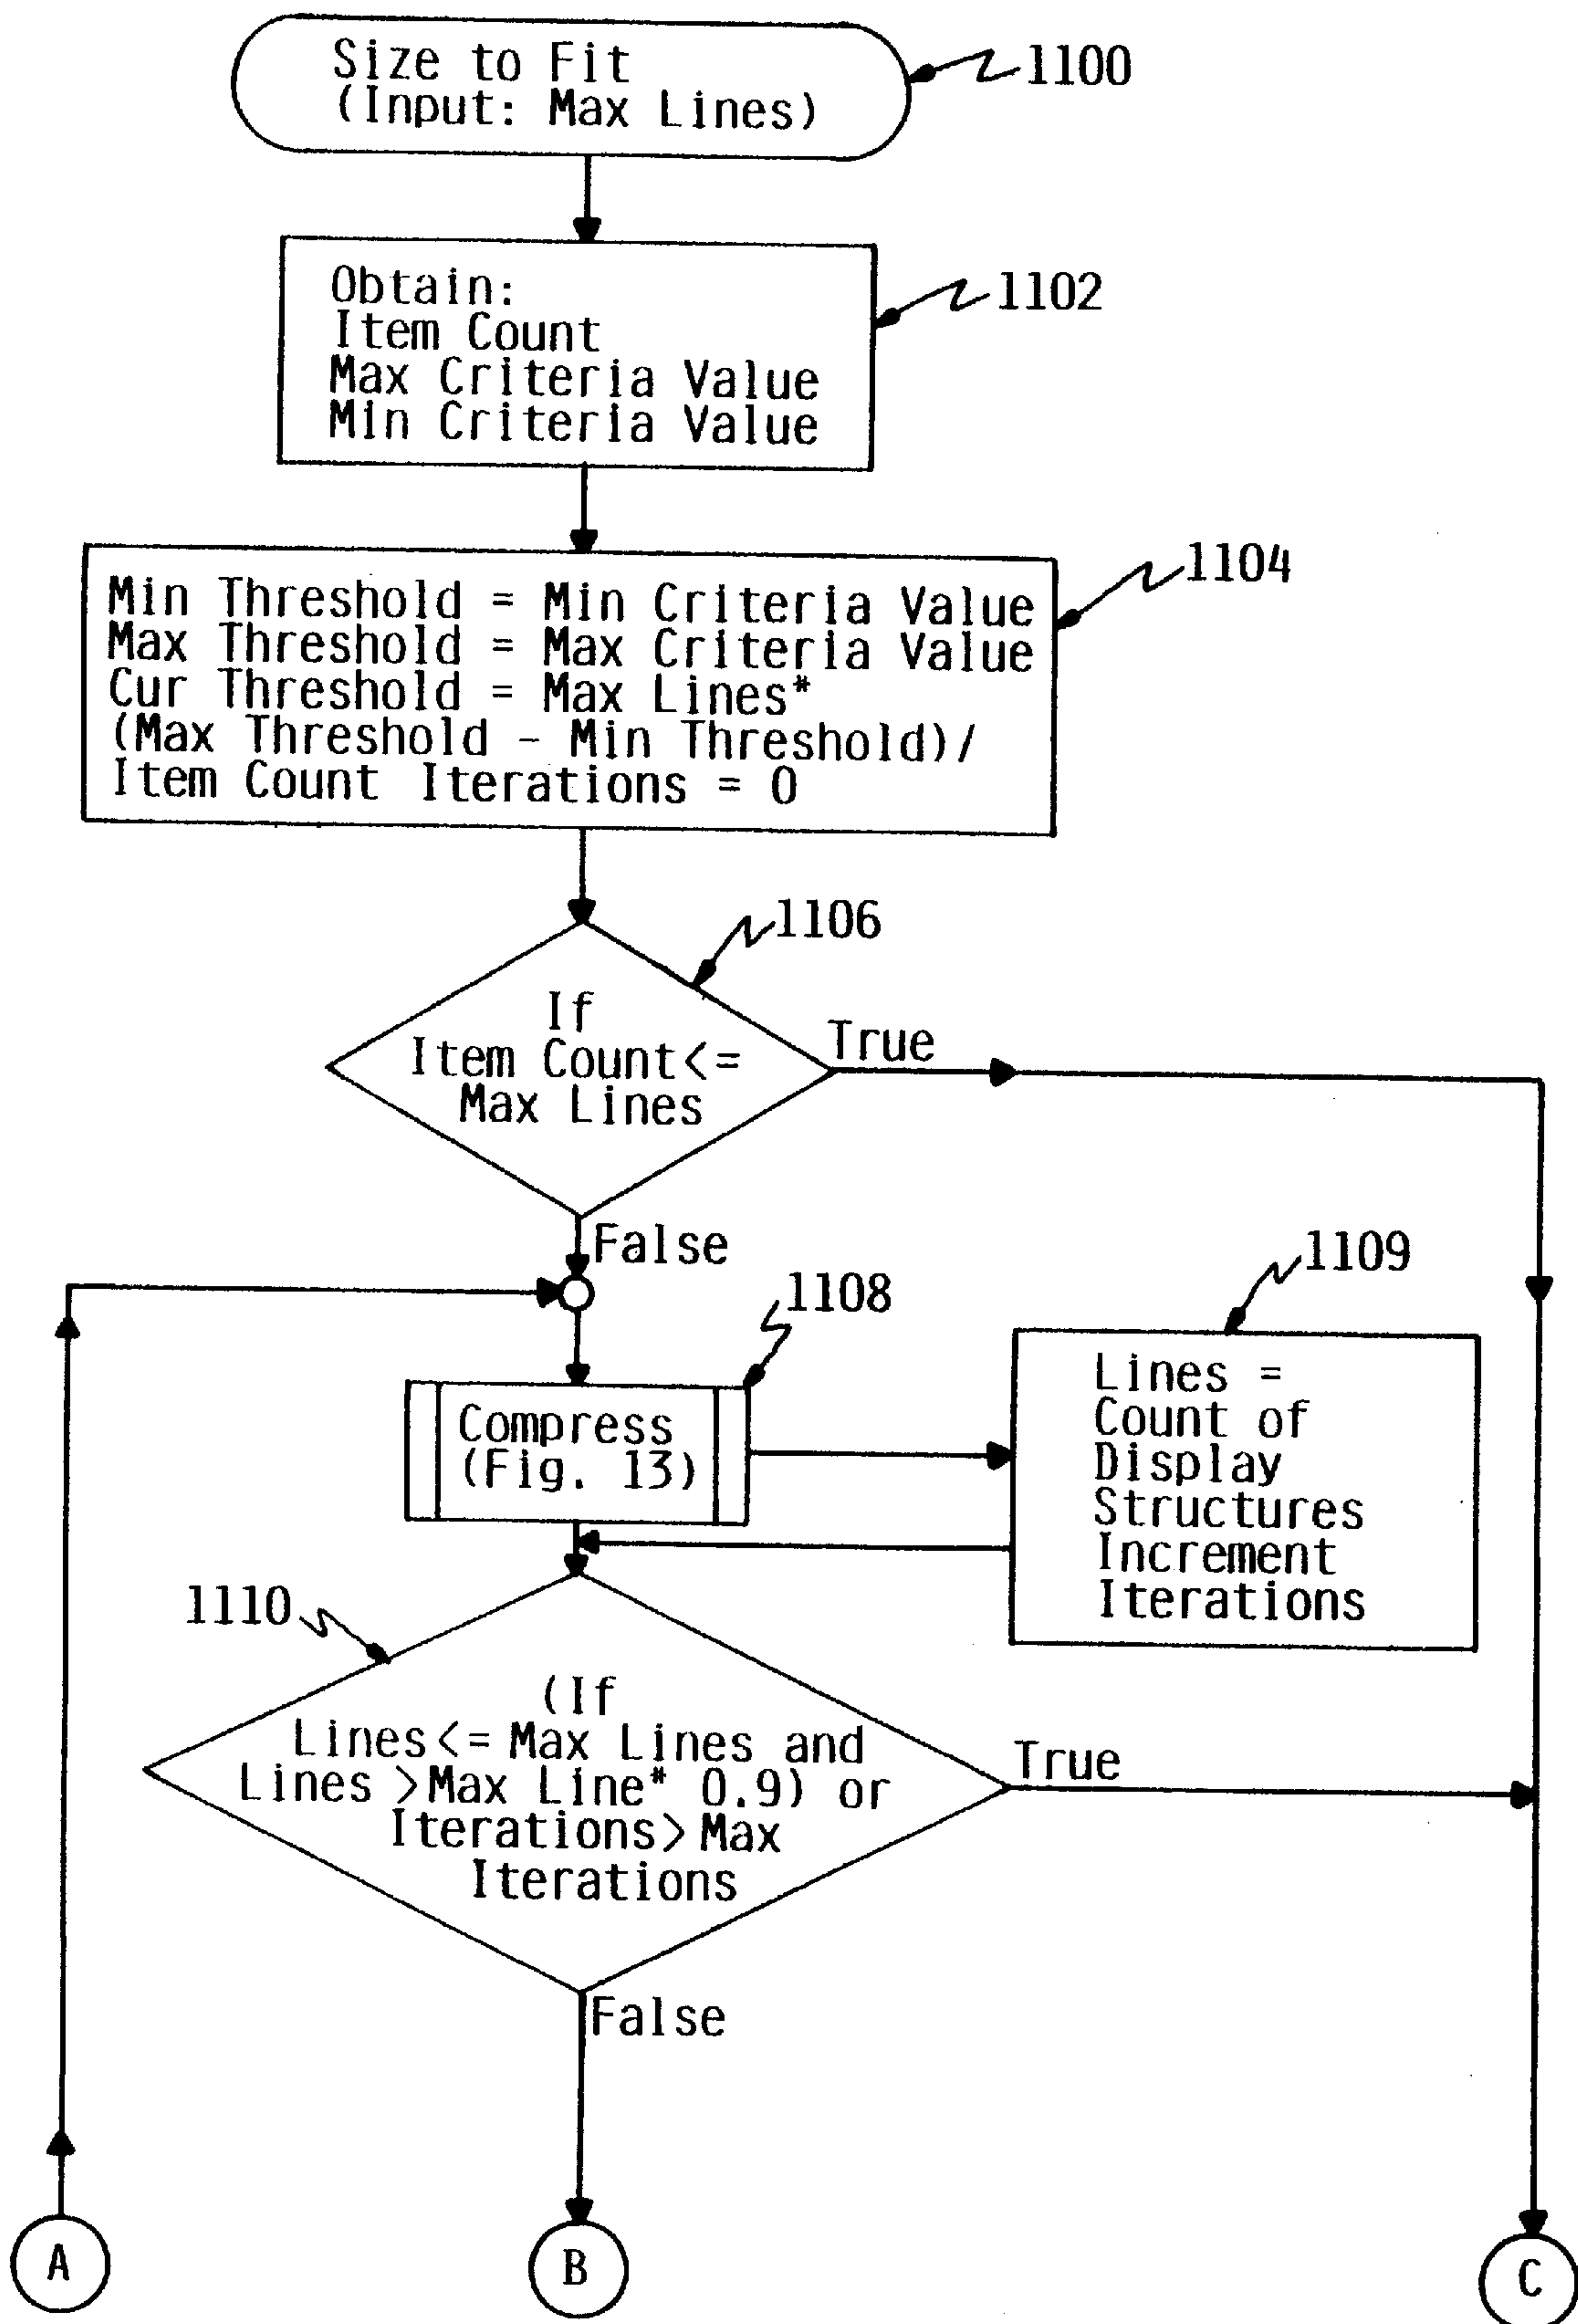 Size to Fit
(Input: Max Lines)
1100
Obtain:
Item Count
Max Criteria Value
Min Criteria Value
1102
Min Threshold = Min Criteria Value
Max Threshold = Max Criteria Value
Cur Threshold = Max Lines*
(Max Threshold - Min Threshold)/
Item Count Iterations = 0
1104
1106
If
Item Count<=
Max Lines
True
False
1108
Compress
(Fig. 13)
1109
Lines =
Count of
Display
Structures
Increment
Iterations
1110
(If
Lines<=Max Lines and
Lines >Max Line* 0.9) or
Iterations>Max
Iterations
True
False
A
B
C